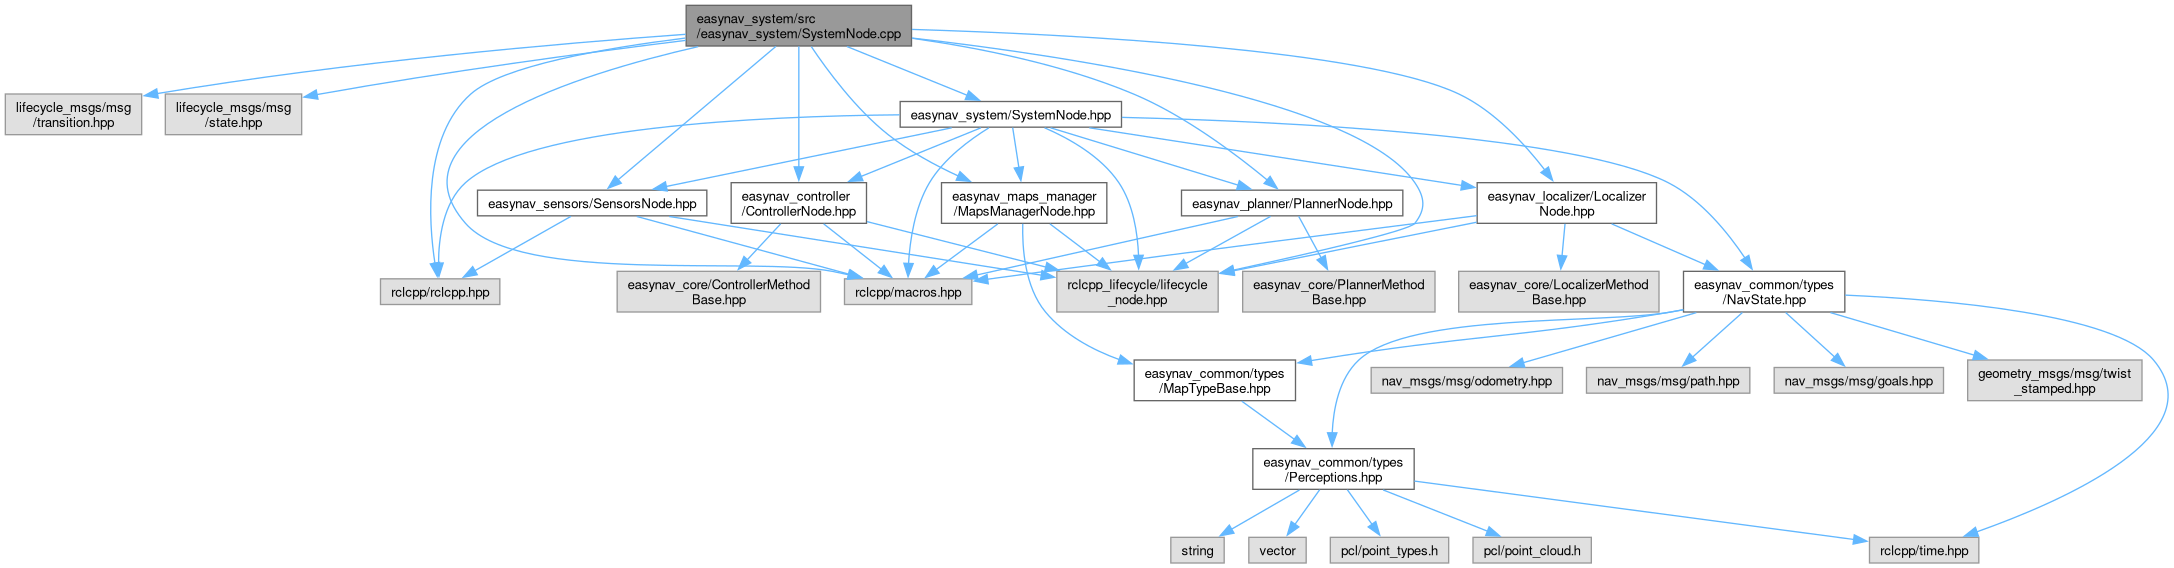 easynav_system/src
/easynav_system/SystemNode.cpp
lifecycle_msgs/msg
/transition.hpp
lifecycle_msgs/msg
/state.hpp
easynav_system/SystemNode.hpp
easynav_sensors/SensorsNode.hpp
easynav_controller
/ControllerNode.hpp
easynav_maps_manager
/MapsManagerNode.hpp
easynav_planner/PlannerNode.hpp
easynav_localizer/Localizer
Node.hpp
rclcpp/rclcpp.hpp
easynav_core/ControllerMethod
Base.hpp
rclcpp/macros.hpp
rclcpp_lifecycle/lifecycle
_node.hpp
easynav_core/PlannerMethod
Base.hpp
easynav_core/LocalizerMethod
Base.hpp
easynav_common/types
/NavState.hpp
easynav_common/types
/MapTypeBase.hpp
nav_msgs/msg/odometry.hpp
nav_msgs/msg/path.hpp
nav_msgs/msg/goals.hpp
geometry_msgs/msg/twist
_stamped.hpp
easynav_common/types
/Perceptions.hpp
string
vector
pcl/point_types.h
pcl/point_cloud.h
rclcpp/time.hpp